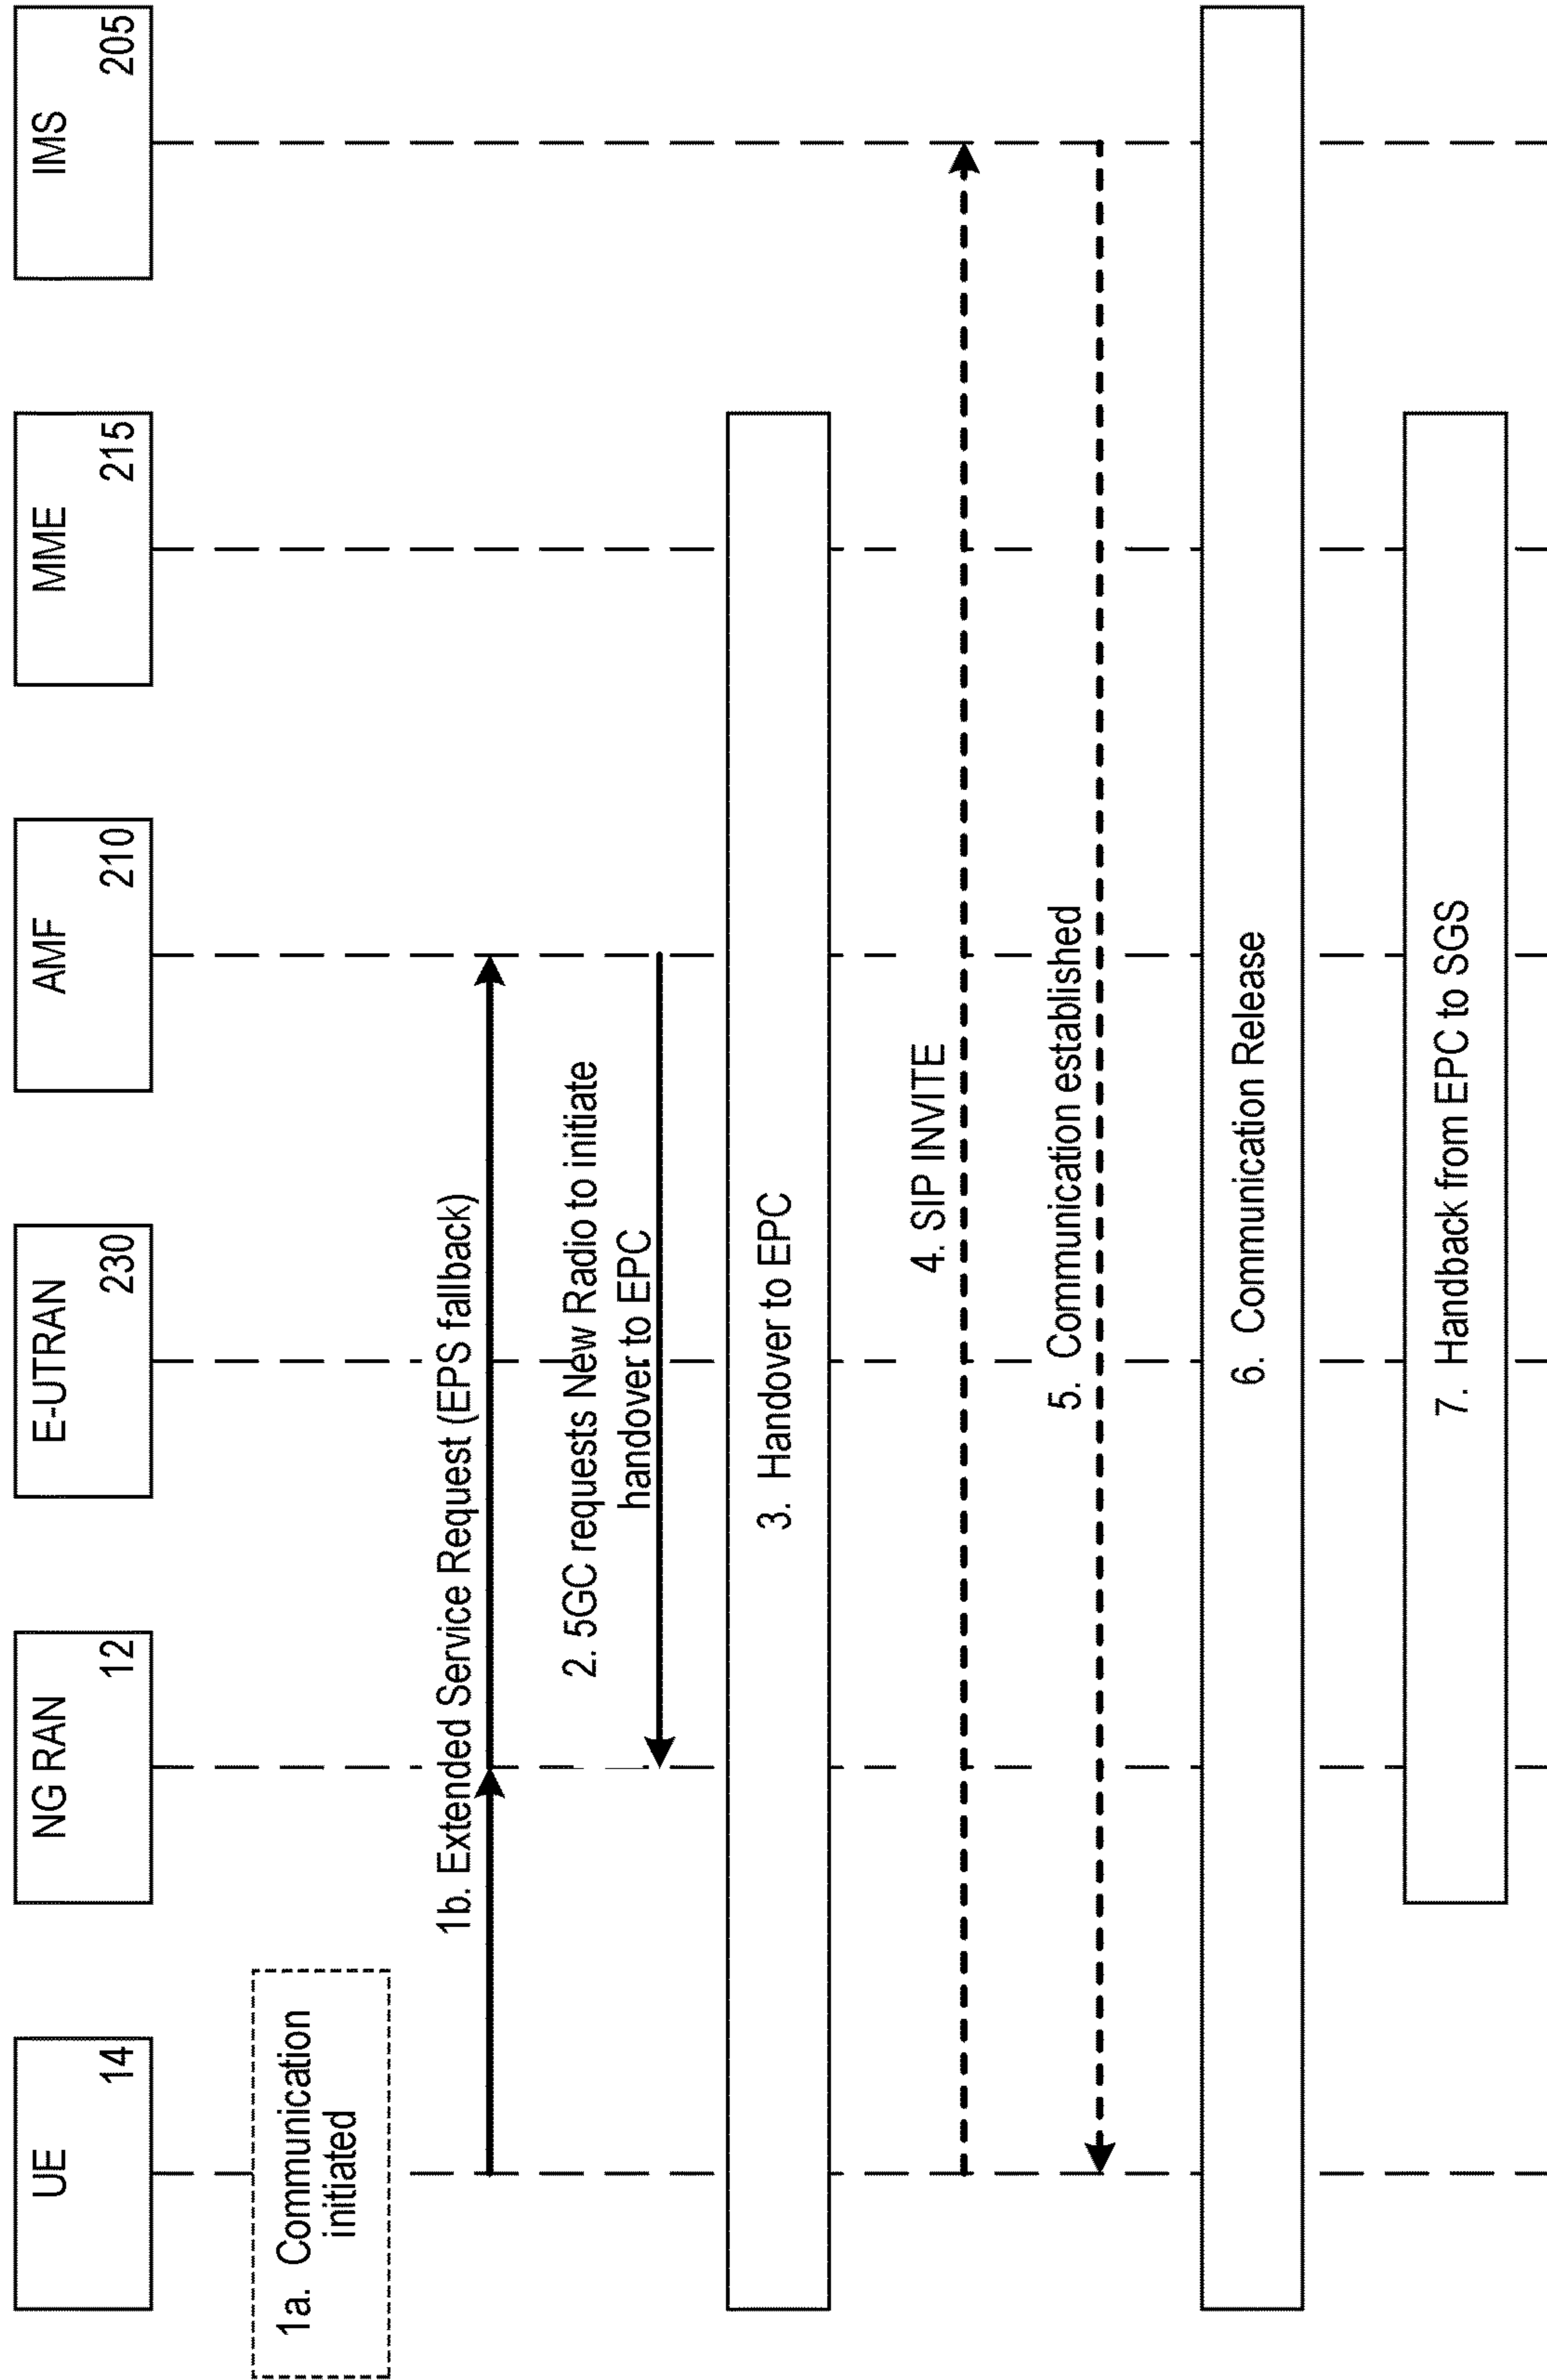 UE
14
NG RAN
12
E-UTRAN
230
AMF
210
MME
215
IMS
205
1a. Communication
initiated
1b. Extended Service Request (EPS fallback)
2. 5GC requests New Radio to initiate
handover to EPC
3. Handover to EPC
4. SIP INVITE
5. Communication established
6. Communication Release
7. Handback from EPC to SGS